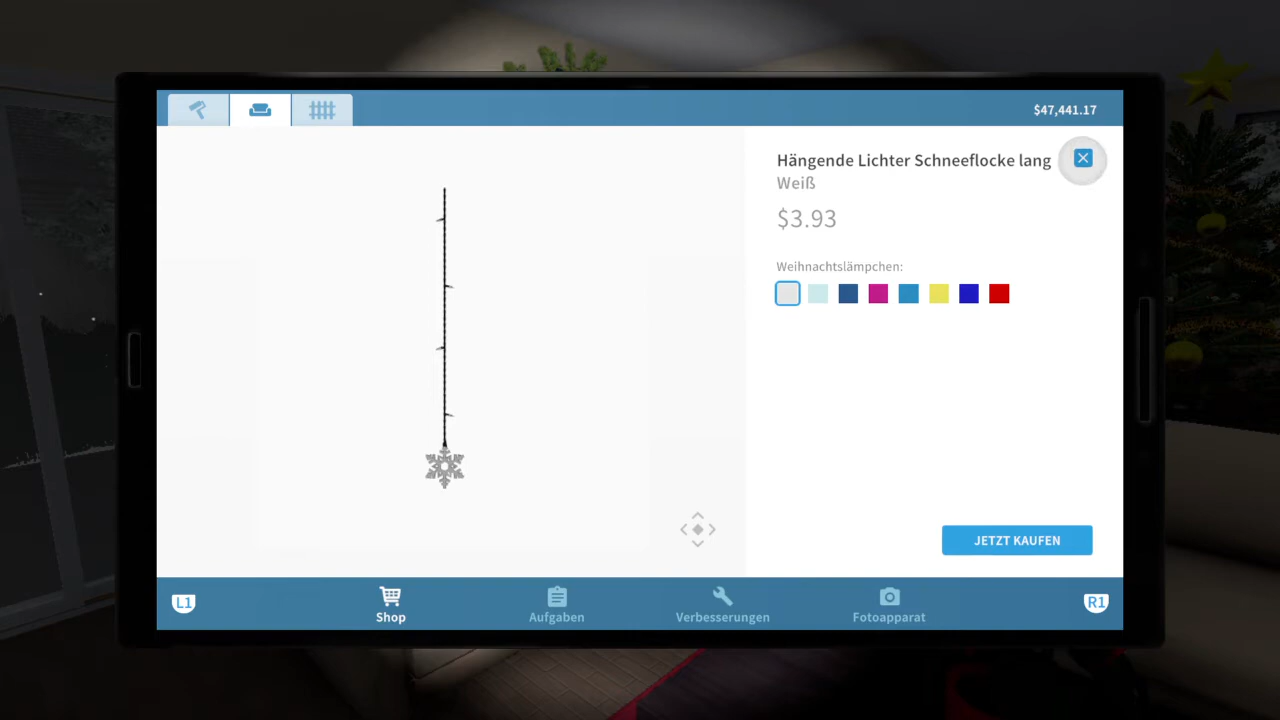 $47,441.17
Hängende Lichter Schneeflocke lang
Weiß
$3.93
Weihnachtslämpchen:
JETZT KAUFEN
L1
Shop
Aufgaben
Verbesserungen
Fotoapparat
R1